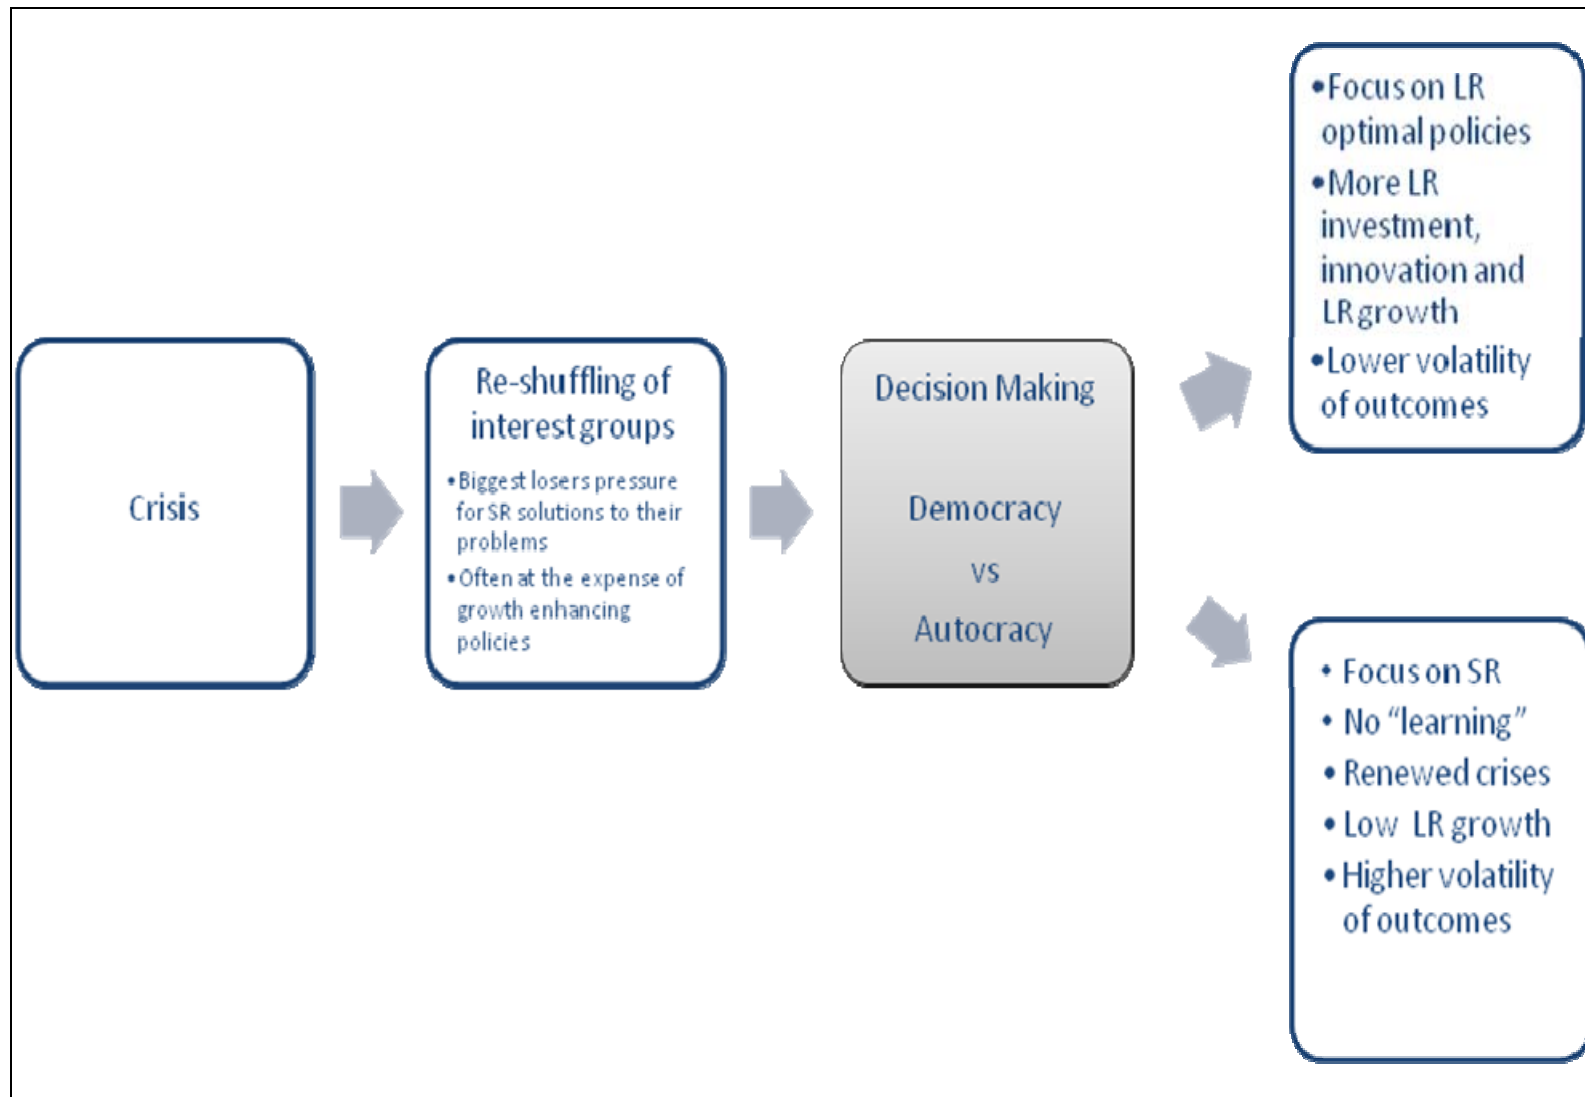 Crisis
Re-shuffling of
interest groups
•Biggest losers pressure
for SR solutions to their
problems
•Often at the expense of
growth enhancing
policies
Decision Making
Democracy
vs
Autocracy
•Focus on LR
optimal policies
•More LR
investment,
innovation and
LR growth
•Lower volatility
of outcomes
• Focus on SR
• No “learning”
• Renewed crises
• Low LR growth
• Higher volatility
of outcomes